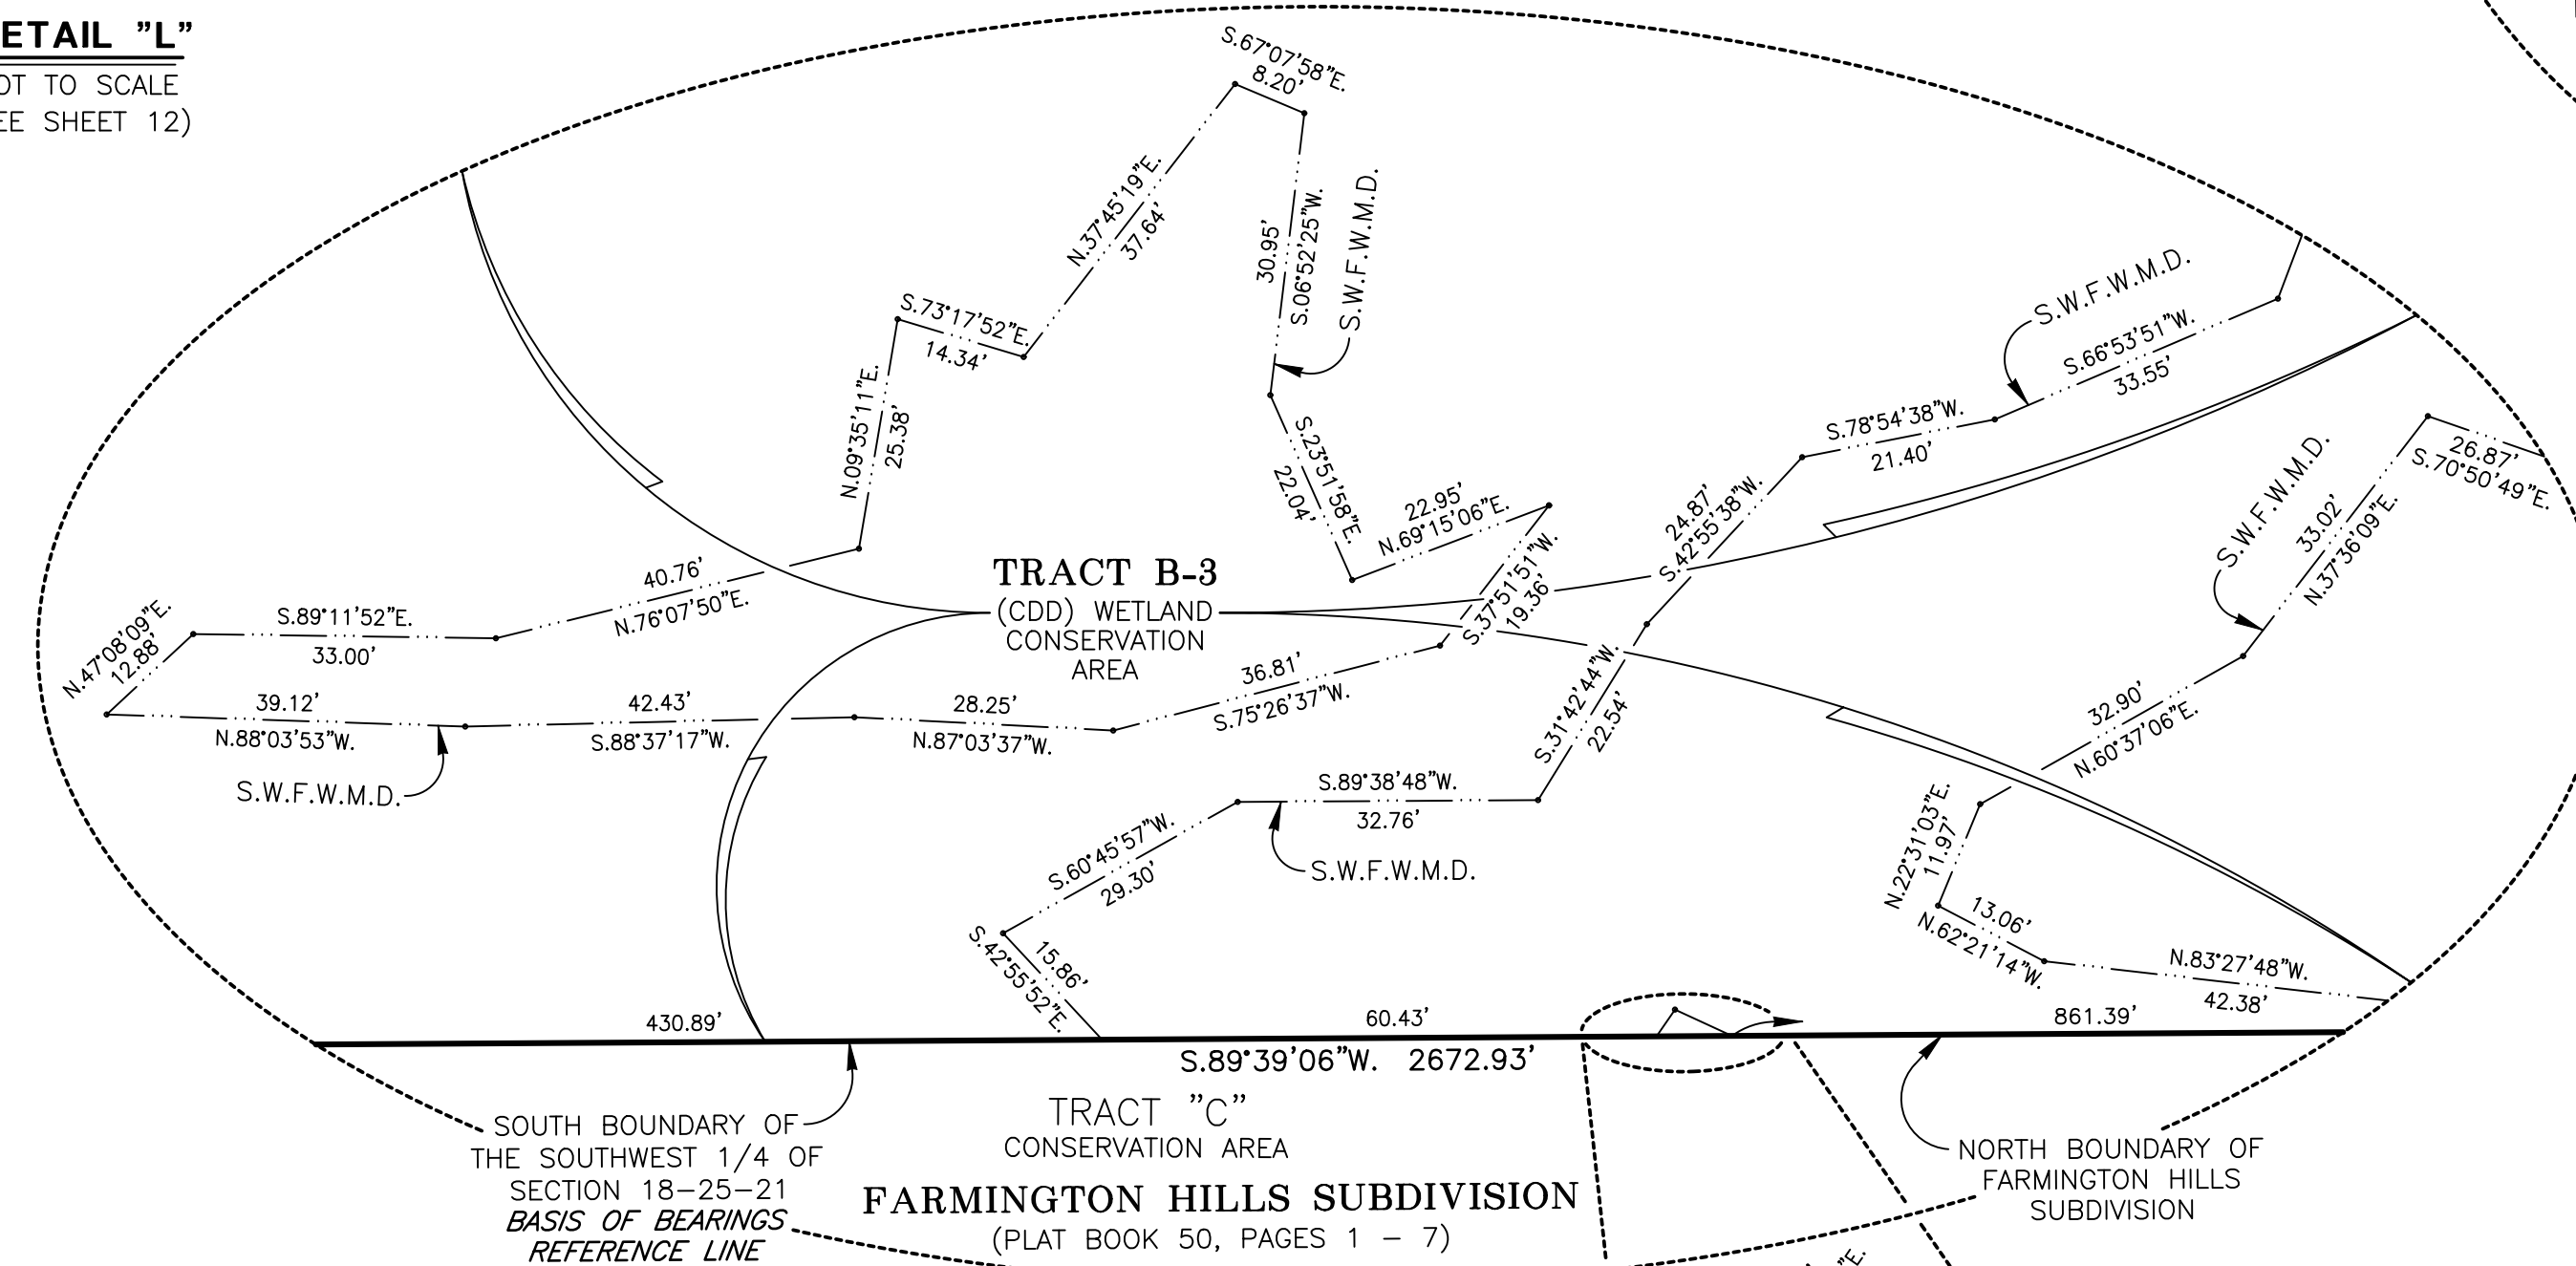 ETAIL "L"
OT TO SCALE
EE SHEET 12)
S.67°07'58"E.
8.20'
N.37°45'19"E.
37.64'
30.95'
S.06°52'25"W.
S.W.F.W.M.D.
S.73°17'52"E.
14.34'
N.09°35'11"E.
25.38'
S.23°51'58"E.
22.04'
22.95'
N.69°15'06"E.
S.37°51'51"W.
19.36'
24.87'
S.42°55'38"W.
S.78°54'38"W.
21.40'
S.W.F.W.M.D.
S.66°53'51"W.
33.55'
26.87'
S.70°50'49"E.
S.W.F.W.M.D.
33.02'
N.37°36'09"E.
40.76'
N.76°07'50"E.
TRACT B-3
(CDD) WETLAND
CONSERVATION
AREA
N.47°08'09"E.
12.88'
S.89°11'52"E.
33.00'
39.12'
N.88°03'53"W.
42.43'
S.88°37'17"W.
28.25'
N.87°03'37"W.
36.81'
S.75°26'37"W.
S.31°42'44"W.
22.54'
S.W.F.W.M.D.
S.89°38'48"W.
32.76'
S.W.F.W.M.D.
S.60°45'57"W.
29.30'
15.86'
S.42°55'52"E.
32.90'
N.60°37'06"E.
N.22°31'03"E.
11.97'
13.06'
N.62°21'14"W.
N.83°27'48"W.
42.38'
430.89'
60.43'
861.39'
S.89°39'06"W. 2672.93'
SOUTH BOUNDARY OF
THE SOUTHWEST 1/4 OF
SECTION 18-25-21
BASIS OF BEARINGS
REFERENCE LINE
TRACT "C"
CONSERVATION AREA
FARMINGTON HILLS SUBDIVISION
(PLAT BOOK 50, PAGES 1 - 7)
NORTH BOUNDARY OF
FARMINGTON HILLS
SUBDIVISION
"E.